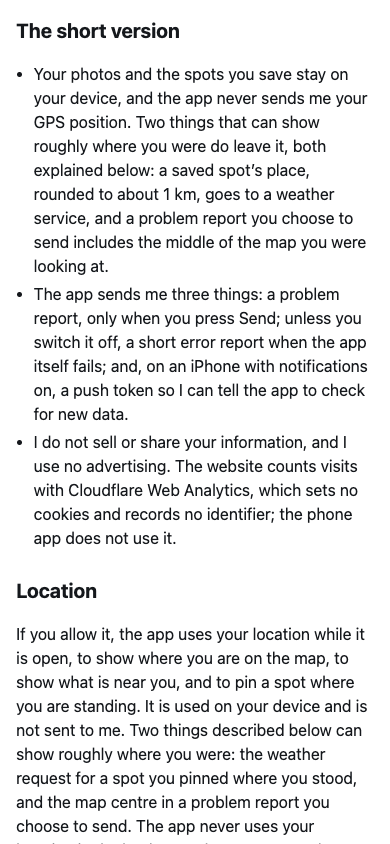 The short version
• Your photos and the spots you save stay on
your device, and the app never sends me your
GPS position. Two things that can show
roughly where you were do leave it, both
explained below: a saved spot’s place,
rounded to about 1 km, goes to a weather
service, and a problem report you choose to
send includes the middle of the map you were
looking at.
• The app sends me three things: a problem
report, only when you press Send; unless you
switch it off, a short error report when the app
itself fails; and, on an iPhone with notifications
on, a push token so I can tell the app to check
for new data.
• I do not sell or share your information, and I
use no advertising. The website counts visits
with Cloudflare Web Analytics, which sets no
cookies and records no identifier; the phone
app does not use it.
Location
If you allow it, the app uses your location while it
is open, to show where you are on the map, to
show what is near you, and to pin a spot where
you are standing. It is used on your device and is
not sent to me. Two things described below can
show roughly where you were: the weather
request for a spot you pinned where you stood,
and the map centre in a problem report you
choose to send. The app never uses your